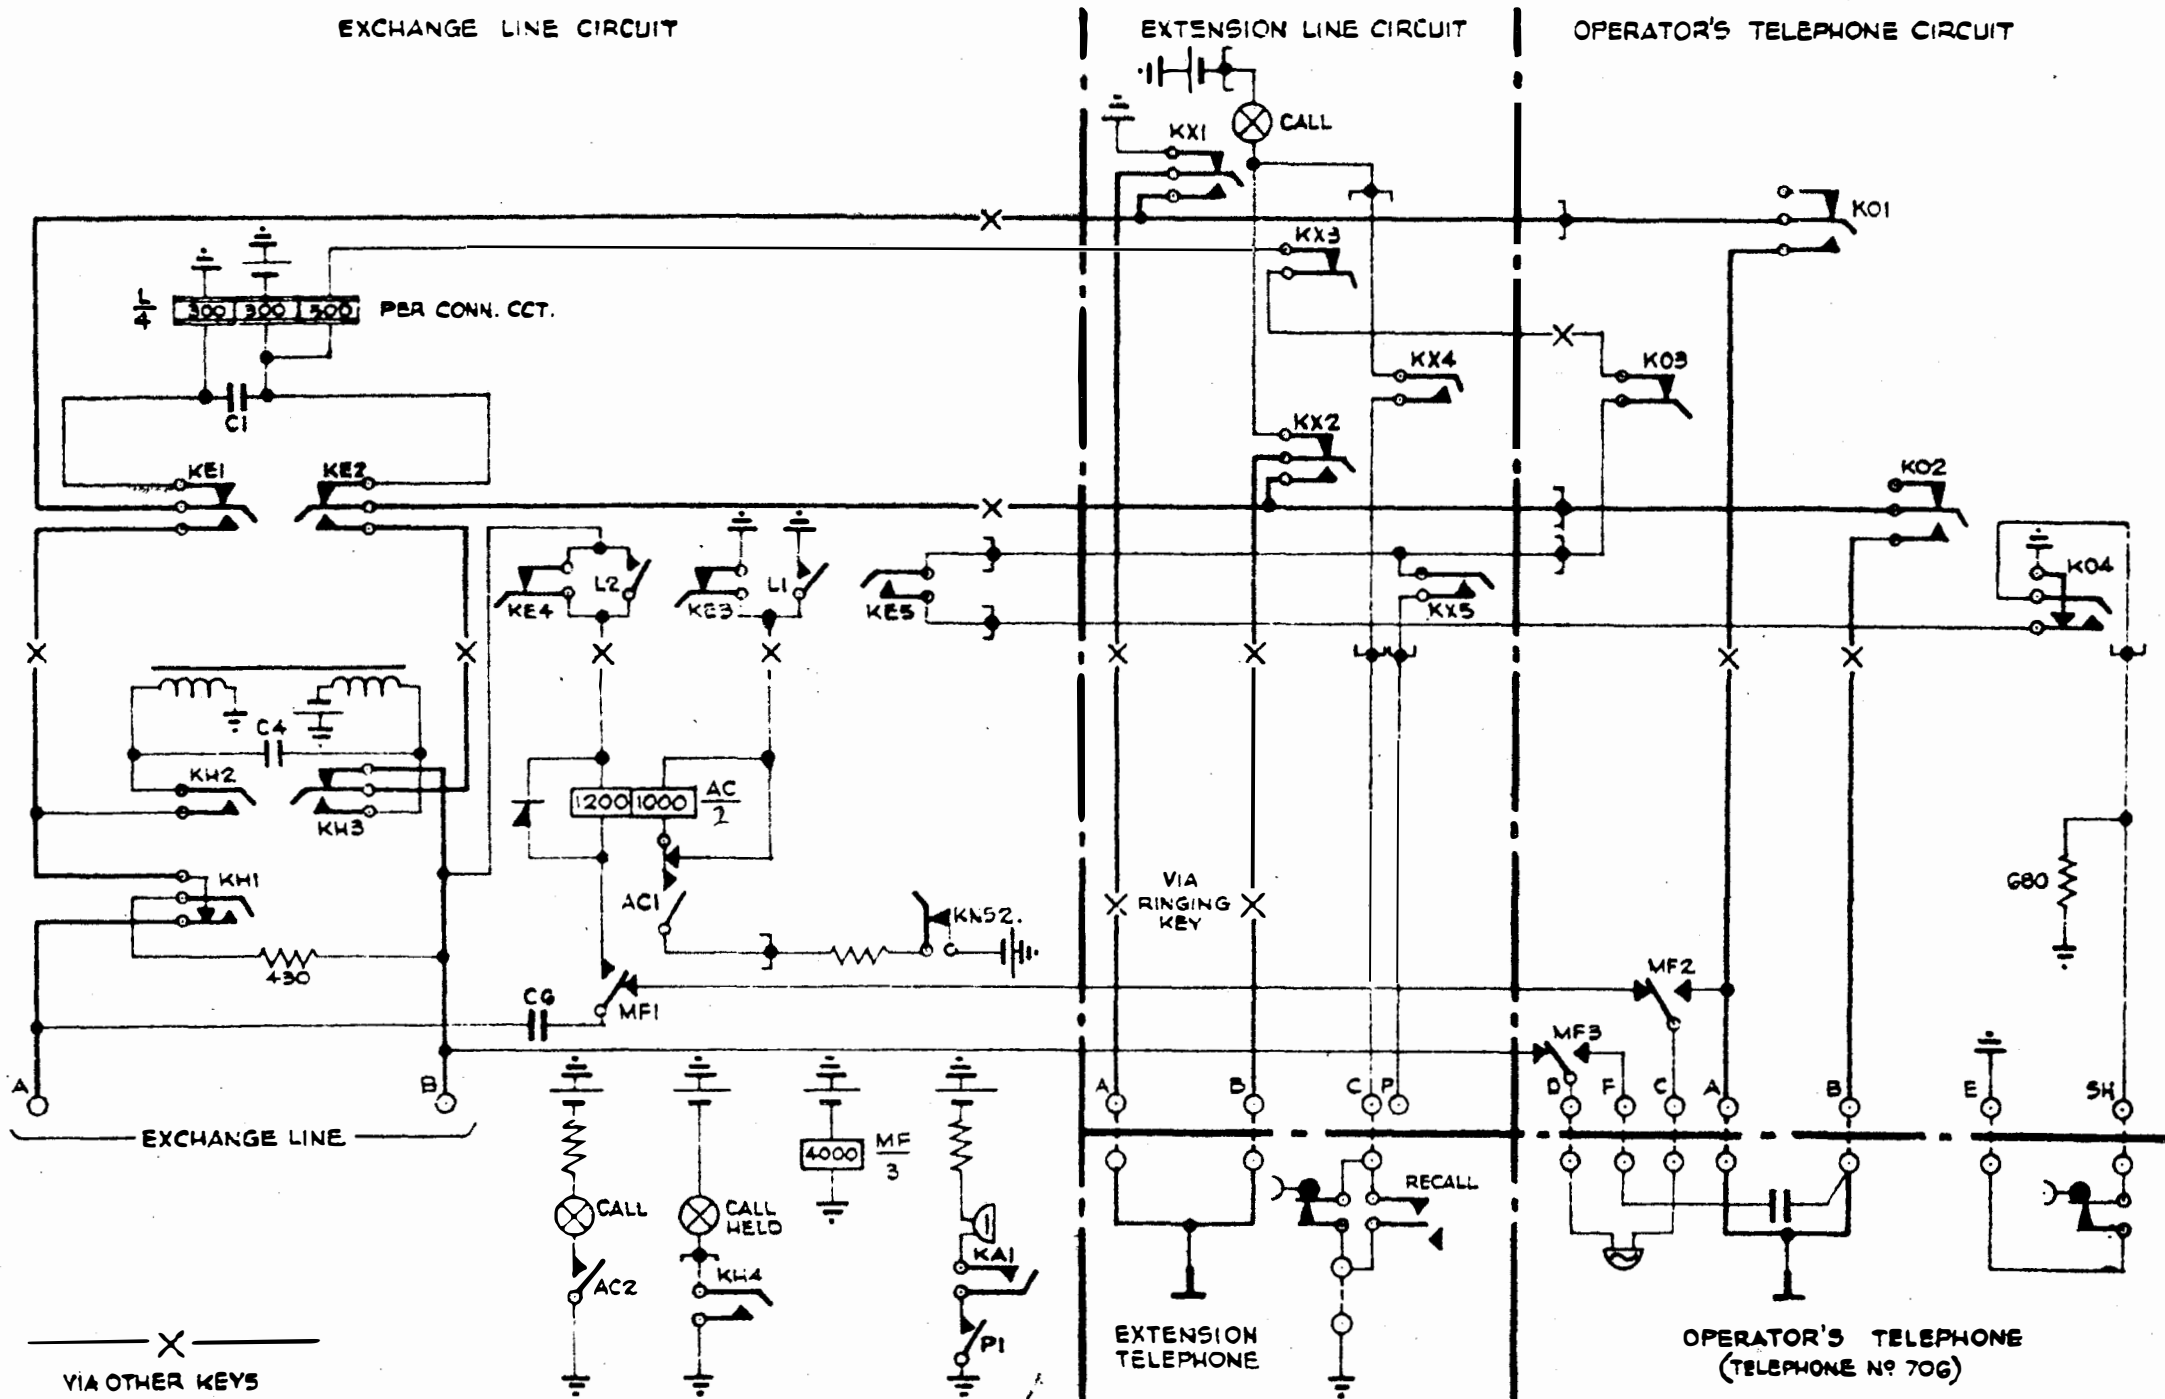 EXCHANGE LINE CIRCUIT
EXTENSION LINE CIRCUIT
OPERATOR'S TELEPHONE CIRCUIT
CALL
KX1
KO1
KX3
L
4
300 300 500
PER CONN. CCT.
KX4
KO3
C1
KX2
KE1
KE2
KO2
KE4
L2
KE3
L1
KE5
KX5
KO4
C4
KH2
KH3
1200 1000
AC
2
KH1
AC1
VIA
RINGING
KEY
680
KN52.
430
MF2
C6
MF1
MF3
A
B
A
B
C
P
D
F
C
A
B
E
SH
EXCHANGE LINE
4000
MF
3
CALL
CALL
HELD
RECALL
KA1
AC2
KH4
P1
EXTENSION
TELEPHONE
OPERATOR'S TELEPHONE
(TELEPHONE Nº 706)
VIA OTHER KEYS